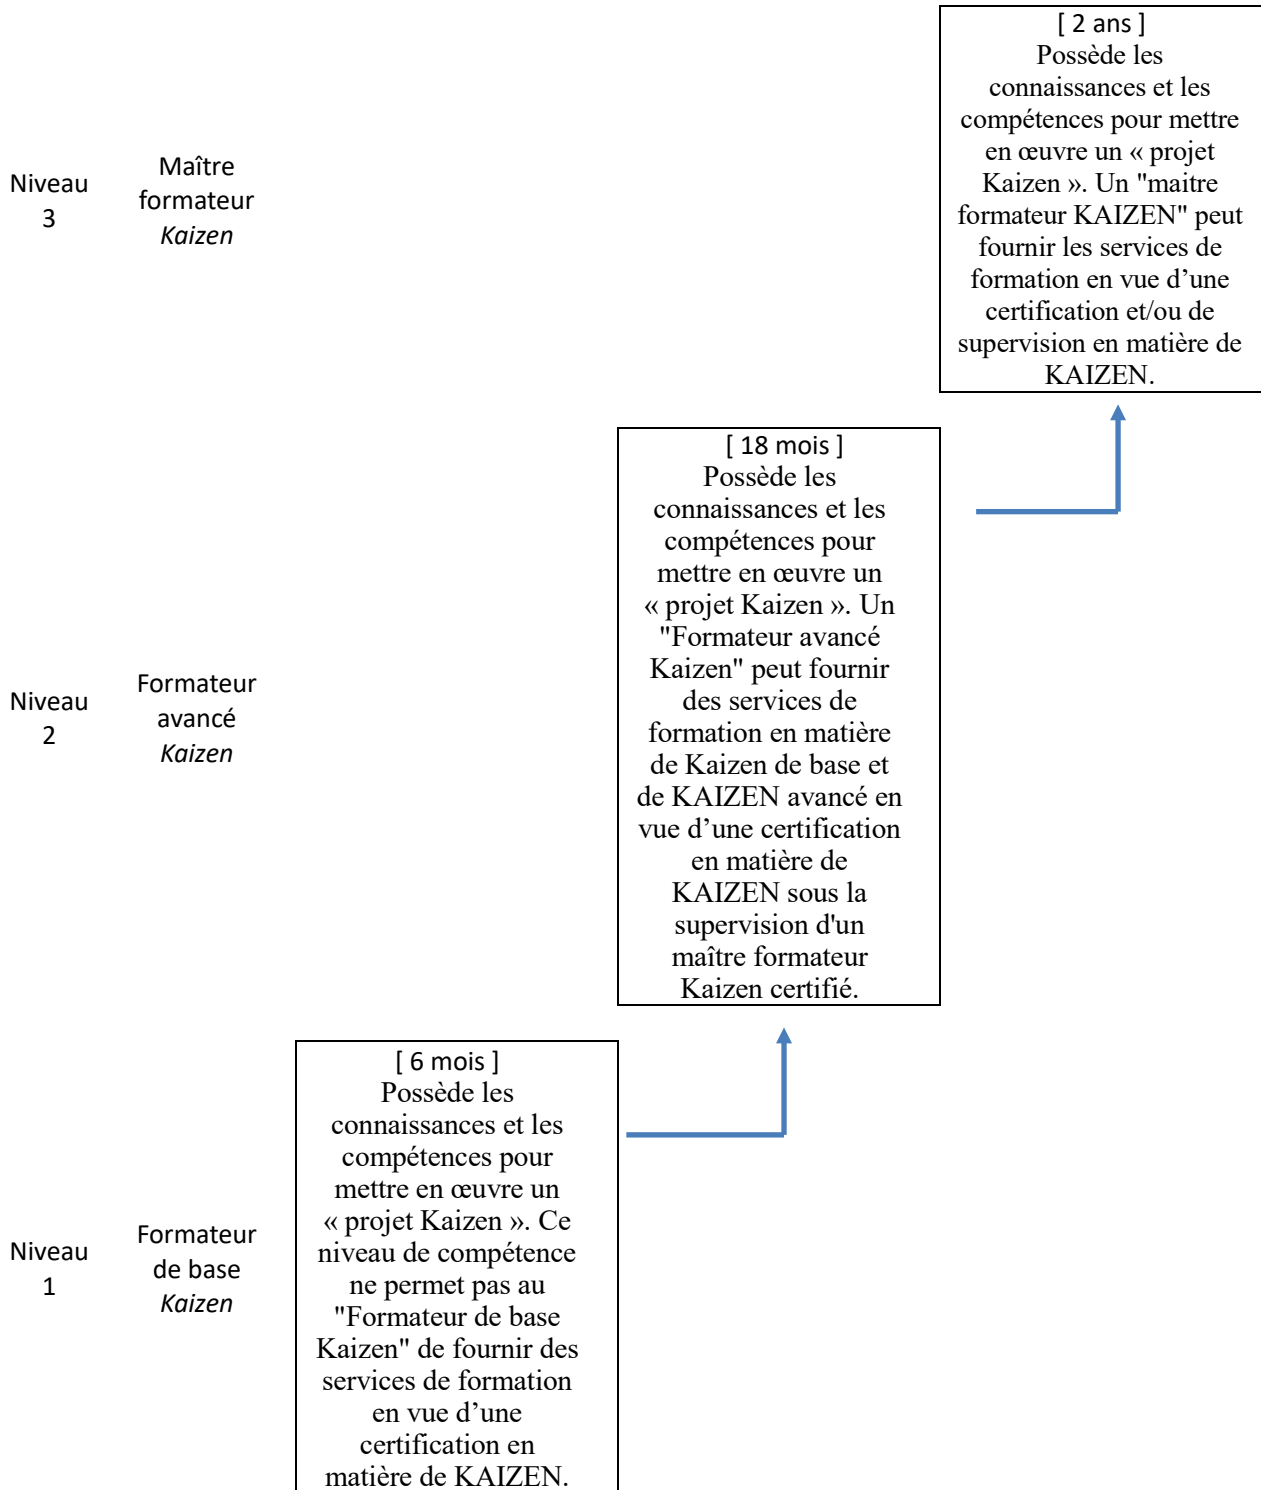 Niveau
3
Maître
formateur
Kaizen
[ 2 ans ]
Possède les
connaissances et les
compétences pour mettre
en œuvre un « projet
Kaizen ». Un "maitre
formateur KAIZEN" peut
fournir les services de
formation en vue d’une
certification et/ou de
supervision en matière de
KAIZEN.
Niveau
2
Formateur
avancé
Kaizen
[ 18 mois ]
Possède les
connaissances et les
compétences pour
mettre en œuvre un
« projet Kaizen ». Un
"Formateur avancé
Kaizen" peut fournir
des services de
formation en matière
de Kaizen de base et
de KAIZEN avancé en
vue d’une certification
en matière de
KAIZEN sous la
supervision d'un
maître formateur
Kaizen certifié.
Niveau
1
Formateur
de base
Kaizen
[ 6 mois ]
Possède les
connaissances et les
compétences pour
mettre en œuvre un
« projet Kaizen ». Ce
niveau de compétence
ne permet pas au
"Formateur de base
Kaizen" de fournir des
services de formation
en vue d’une
certification en
matière de KAIZEN.